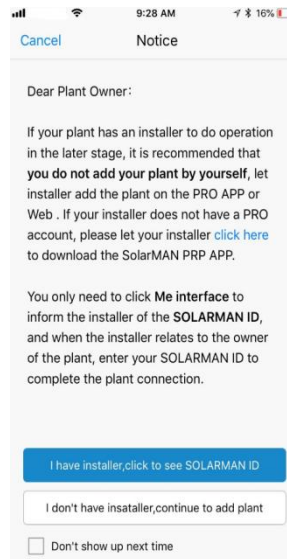 9:28 AM 16%
Cancel Notice
Dear Plant Owner：
If your plant has an installer to do operation
in the later stage, it is recommended that
you do not add your plant by yourself, let
installer add the plant on the PRO APP or
Web . If your installer does not have a PRO
account, please let your installer click here
to download the SolarMAN PRP APP.
You only need to click Me interface to
inform the installer of the SOLARMAN ID,
and when the installer relates to the owner
of the plant, enter your SOLARMAN ID to
complete the plant connection.
I have installer,click to see SOLARMAN ID
I don't have insataller,continue to add plant
Don't show up next time